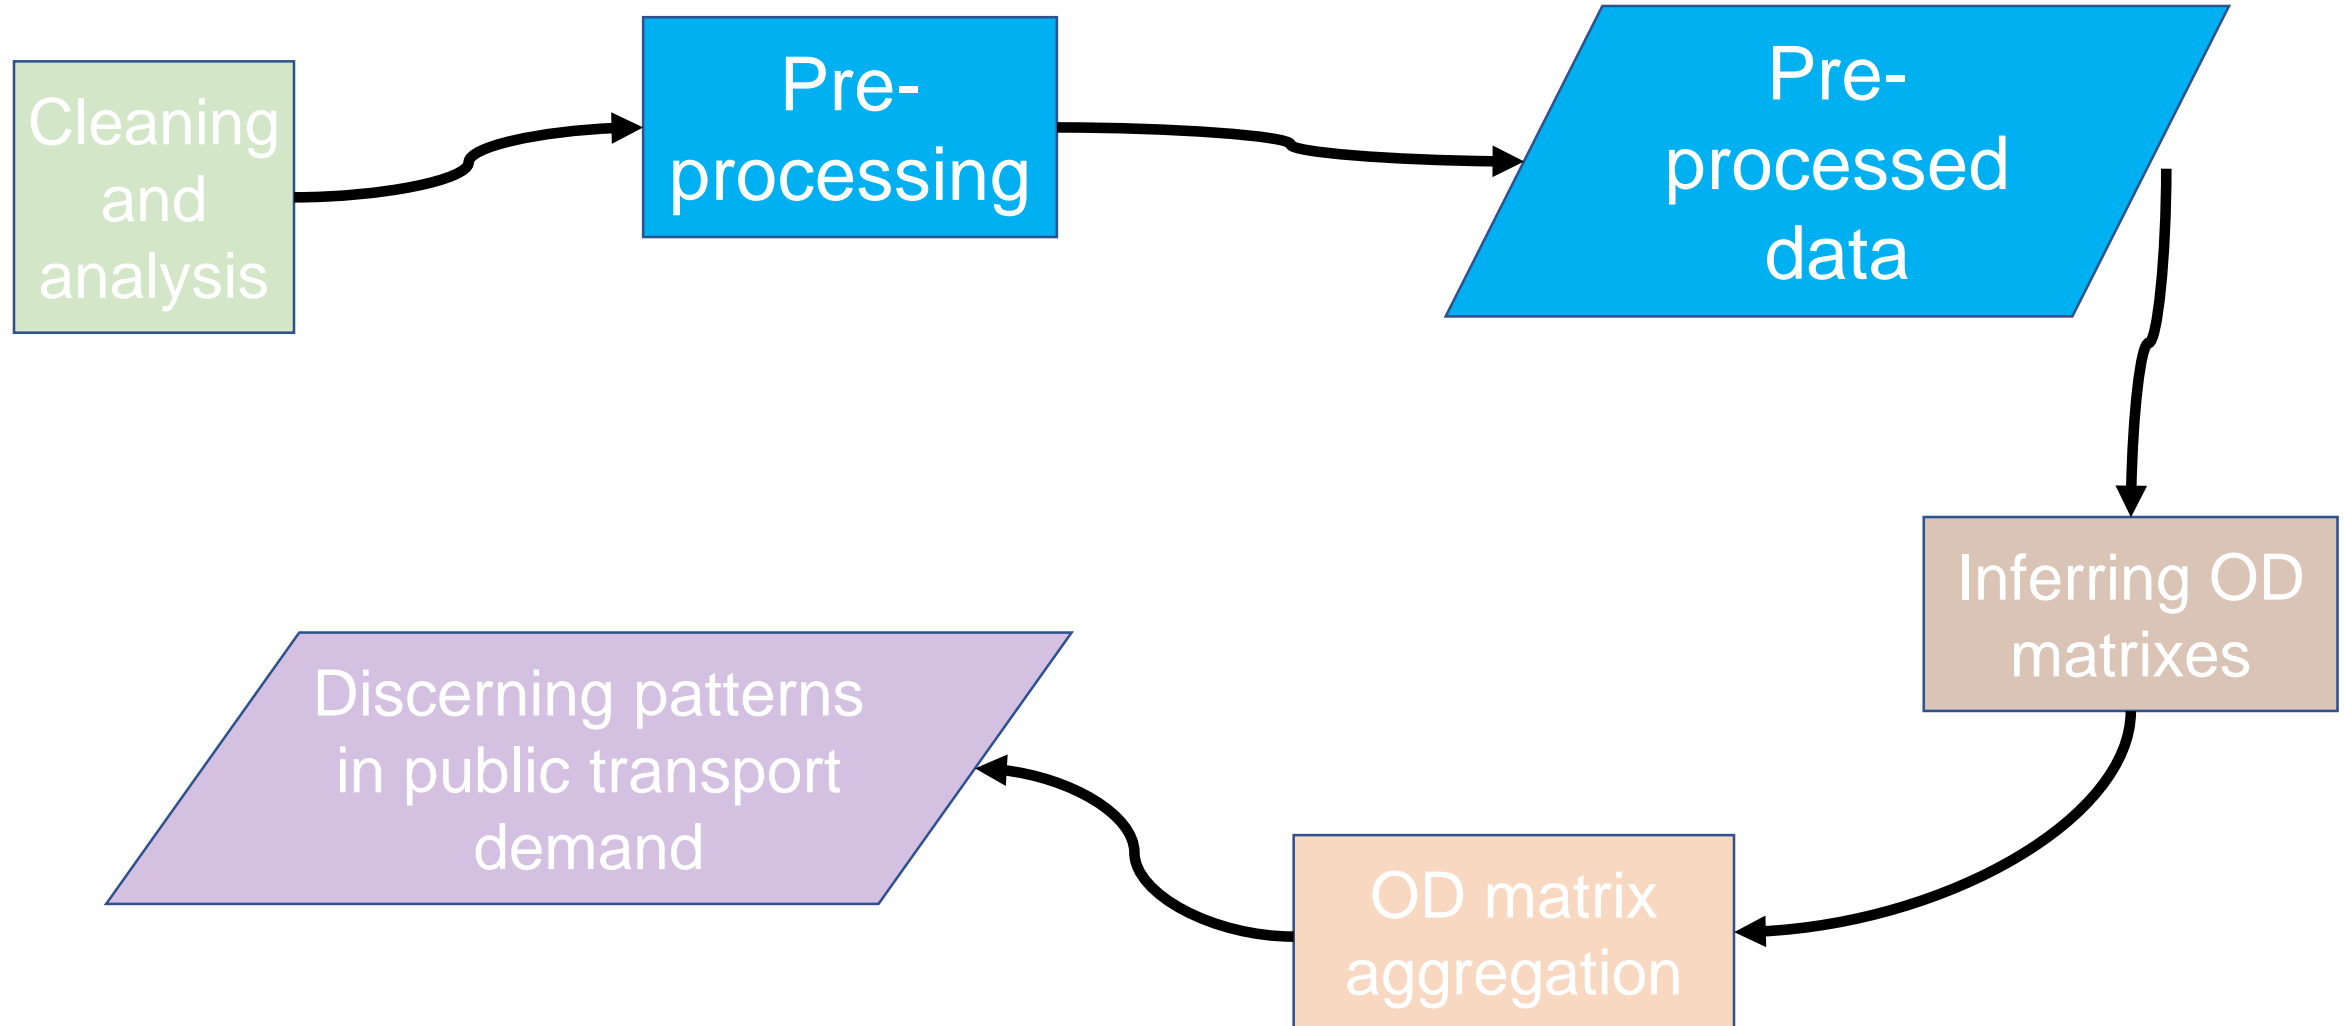 Cleaning
and
analysis
Pre-
processing
Pre-
processed
data
Inferring OD
matrixes
OD matrix
aggregation
Discerning patterns
in public transport
demand